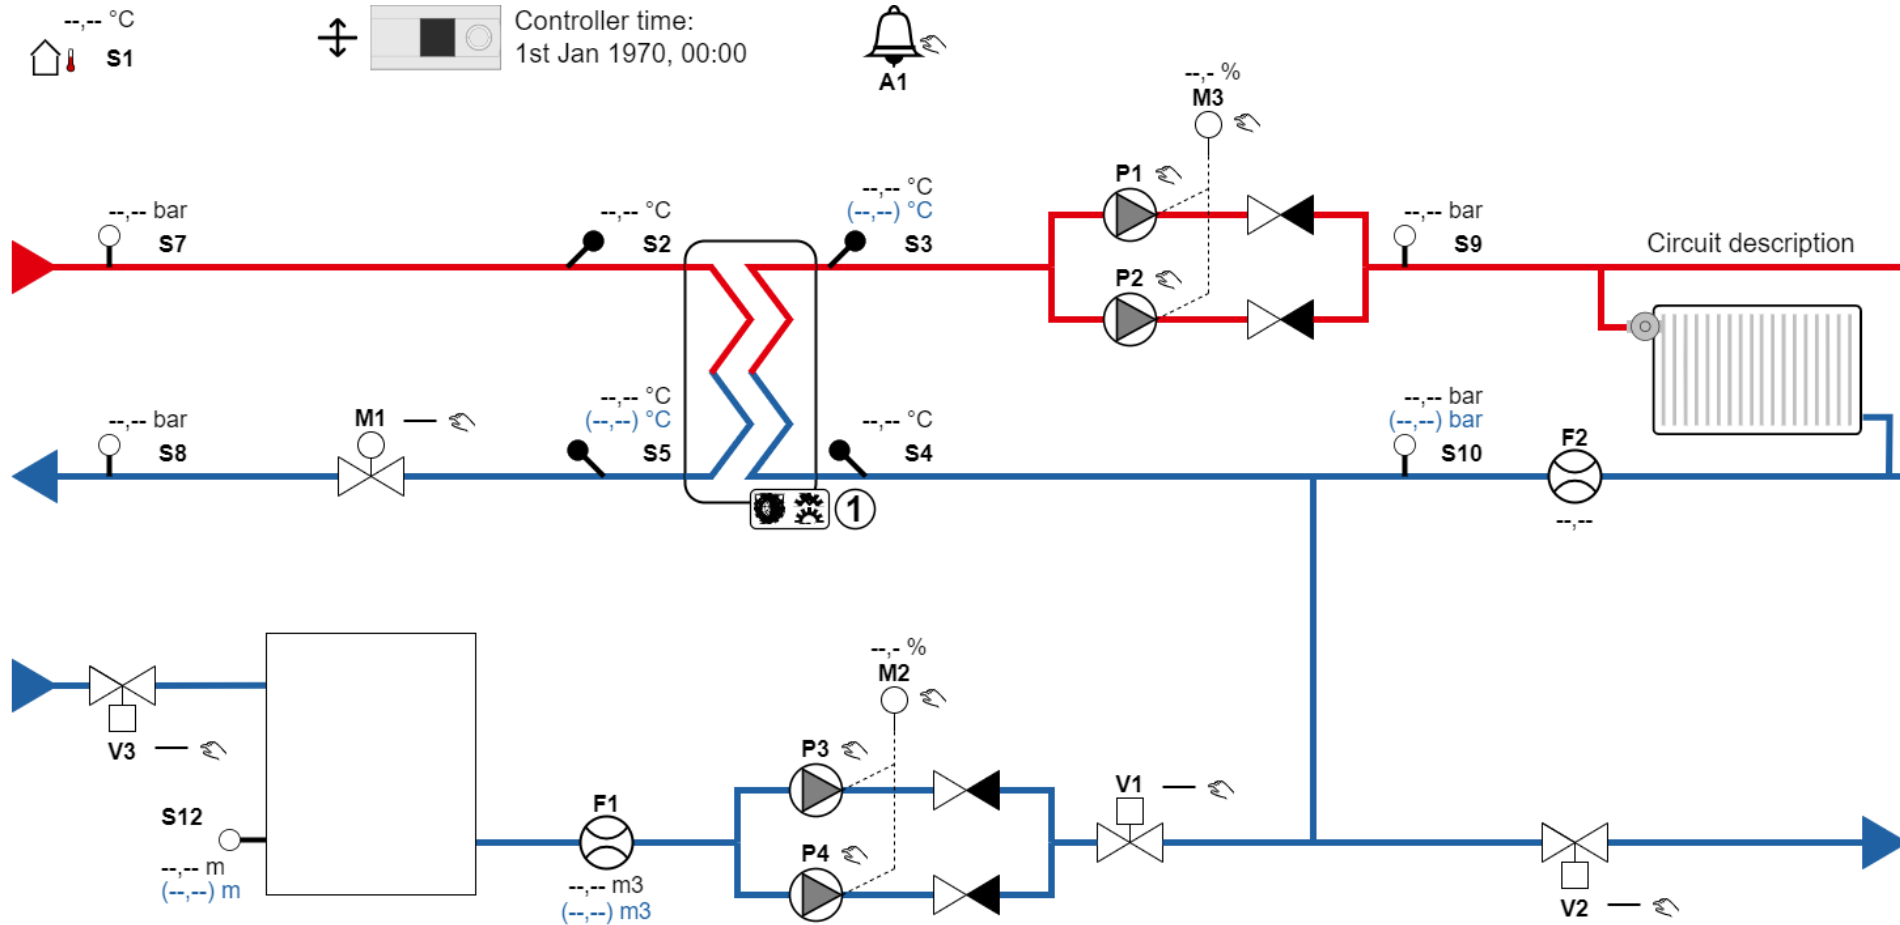 --,-- °C
S1
Controller time:
1st Jan 1970, 00:00
A1
--,- %
M3
P1
--,-- bar
S7
--,-- °C
S2
--,-- °C
(--,--) °C
S3
P2
--,-- bar
S9
Circuit description
--,-- bar
S8
M1
--,-- °C
(--,--) °C
S5
--,-- °C
S4
--,-- bar
(--,--) bar
S10
F2
--,--
1
V3
S12
--,-- m
(--,--) m
F1
--,-- m3
(--,--) m3
--,- %
M2
P3
P4
V1
V2